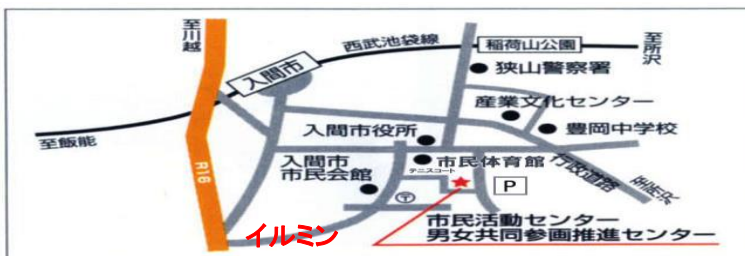 至川越
西武池袋線
稲荷山公園
至所沢
入間市
狭山警察署
産業文化センター
至飯能
入間市役所
豊岡中学校
R16
入間市
市民会館
市民体育館
テニスコート
行政道路
至所沢
P
〒
イルミン
市民活動センター
男女共同参画推進センター